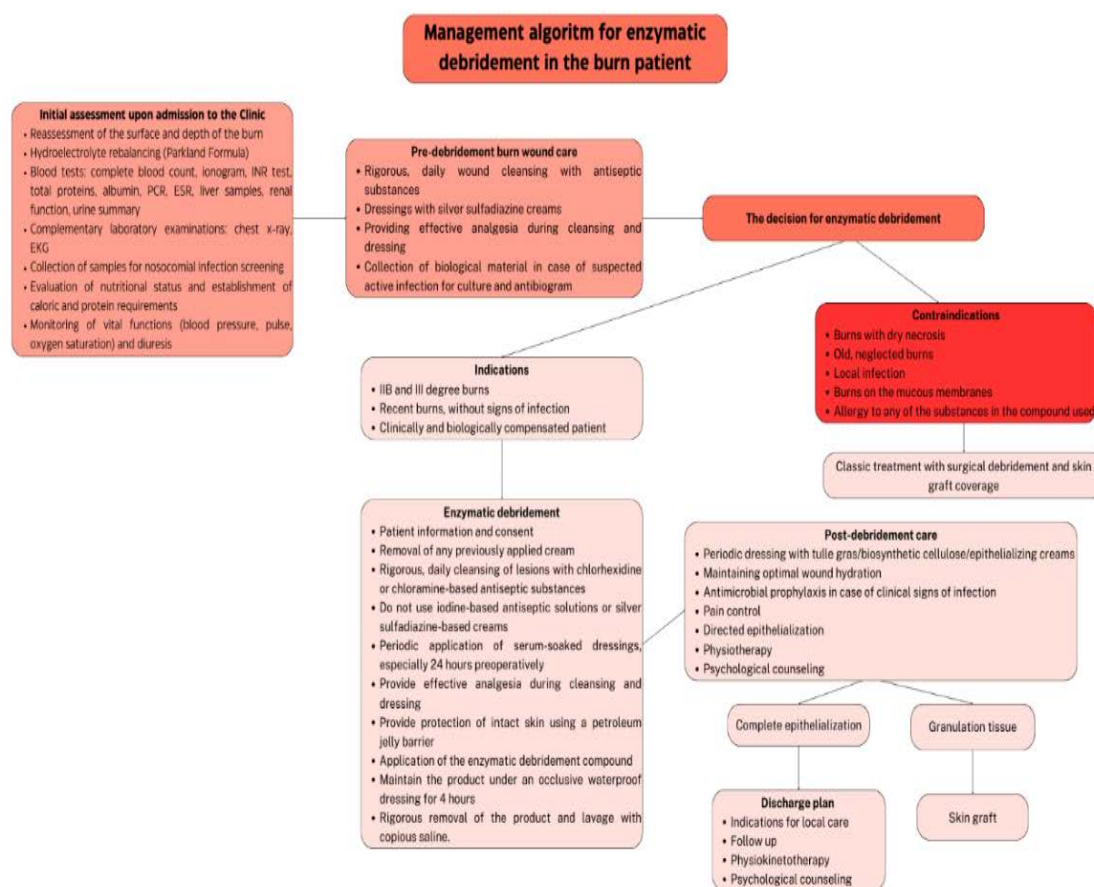 Management algoritm for enzymatic
debridement in the burn patient
Initial assessment upon admission to the Clinic
• Reassessment of the surface and depth of the burn
• Hydroelectrolyte rebalancing (Parkland Formula)
• Blood tests: complete blood count, ionogram, INR test,
total proteins, albumin, PCR, ESR, liver samples, renal
function, urine summary
• Complementary laboratory examinations: chest x-ray,
EKG
• Collection of samples for nosocomial infection screening
• Evaluation of nutritional status and establishment of
caloric and protein requirements
• Monitoring of vital functions (blood pressure, pulse,
oxygen saturation) and diuresis
Pre-debridement burn wound care
• Rigorous, daily wound cleansing with antiseptic
substances
• Dressings with silver sulfadiazine creams
• Providing effective analgesia during cleansing and
dressing
• Collection of biological material in case of suspected
active infection for culture and antibiogram
The decision for enzymatic debridement
Contraindications
• Burns with dry necrosis
• Old, neglected burns
• Local infection
• Burns on the mucous membranes
• Allergy to any of the substances in the compound used
Indications
• IIB and III degree burns
• Recent burns, without signs of infection
• Clinically and biologically compensated patient
Classic treatment with surgical debridement and skin
graft coverage
Enzymatic debridement
• Patient information and consent
• Removal of any previously applied cream
• Rigorous, daily cleansing of lesions with chlorhexidine
or chloramine-based antiseptic substances
• Do not use iodine-based antiseptic solutions or silver
sulfadiazine-based creams
• Periodic application of serum-soaked dressings,
especially 24 hours preoperatively
• Provide effective analgesia during cleansing and
dressing
• Provide protection of intact skin using a petroleum
jelly barrier
• Application of the enzymatic debridement compound
• Maintain the product under an occlusive waterproof
dressing for 4 hours
• Rigorous removal of the product and lavage with
copious saline.
Post-debridement care
• Periodic dressing with tulle gras/biosynthetic cellulose/epithelializing creams
• Maintaining optimal wound hydration
• Antimicrobial prophylaxis in case of clinical signs of infection
• Pain control
• Directed epithelialization
• Physiotherapy
• Psychological counseling
Complete epithelialization
Granulation tissue
Discharge plan
• Indications for local care
• Follow up
• Physiokinetotherapy
• Psychological counseling
Skin graft